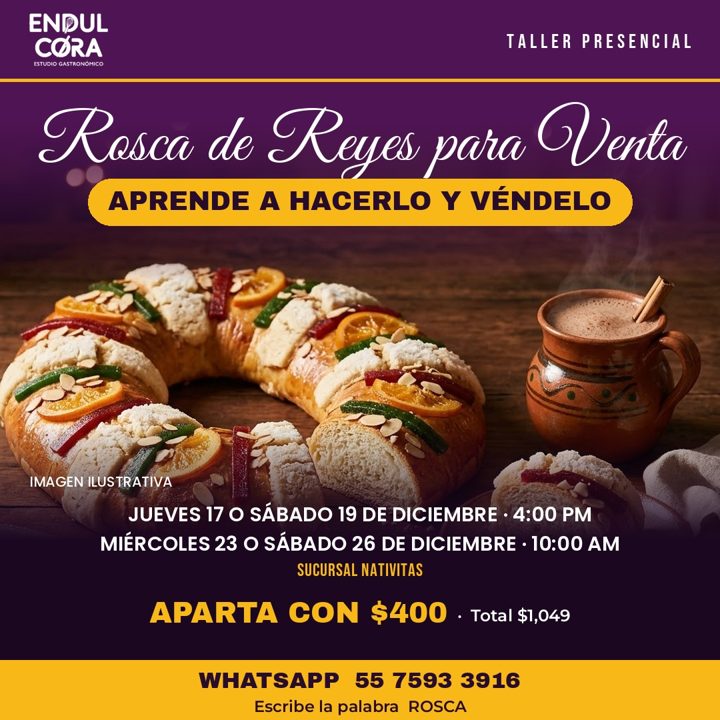 ENDUL
CORA
ESTUDIO GASTRONÓMICO
TALLER PRESENCIAL
Rosca de Reyes para Venta
APRENDE A HACERLO Y VÉNDELO
IMAGEN ILUSTRATIVA
JUEVES 17 O SÁBADO 19 DE DICIEMBRE · 4:00 PM
MIÉRCOLES 23 O SÁBADO 26 DE DICIEMBRE · 10:00 AM
SUCURSAL NATIVITAS
APARTA CON $400 · Total $1,049
WHATSAPP 55 7593 3916
Escribe la palabra ROSCA